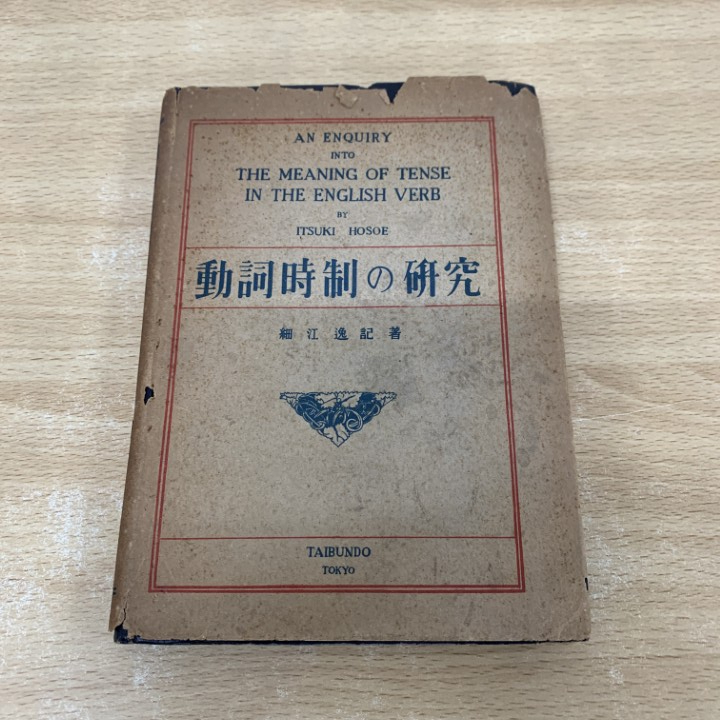 AN ENQUIRY
INTO
THE MEANING OF TENSE
IN THE ENGLISH VERB
BY
ITSUKI HOSOE
動詞時制の研究
細江逸記著
TAIBUNDO
TOKYO